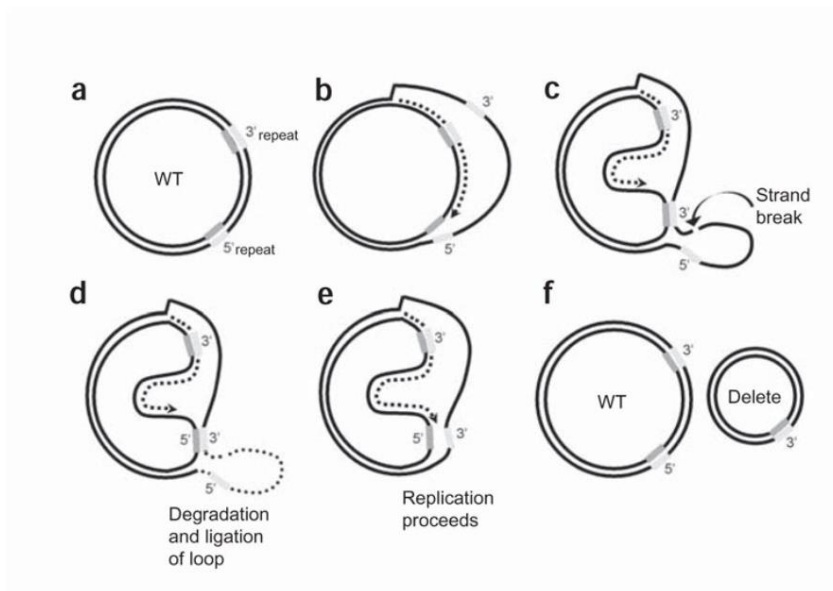 a
3' repeat
WT
5' repeat
b
3'
5'
c
3'
3'
Strand
break
5'
d
3'
5' 3'
5'
Degradation
and ligation
of loop
e
3'
5' 3'
Replication
proceeds
f
3'
WT
5'
Delete
3'